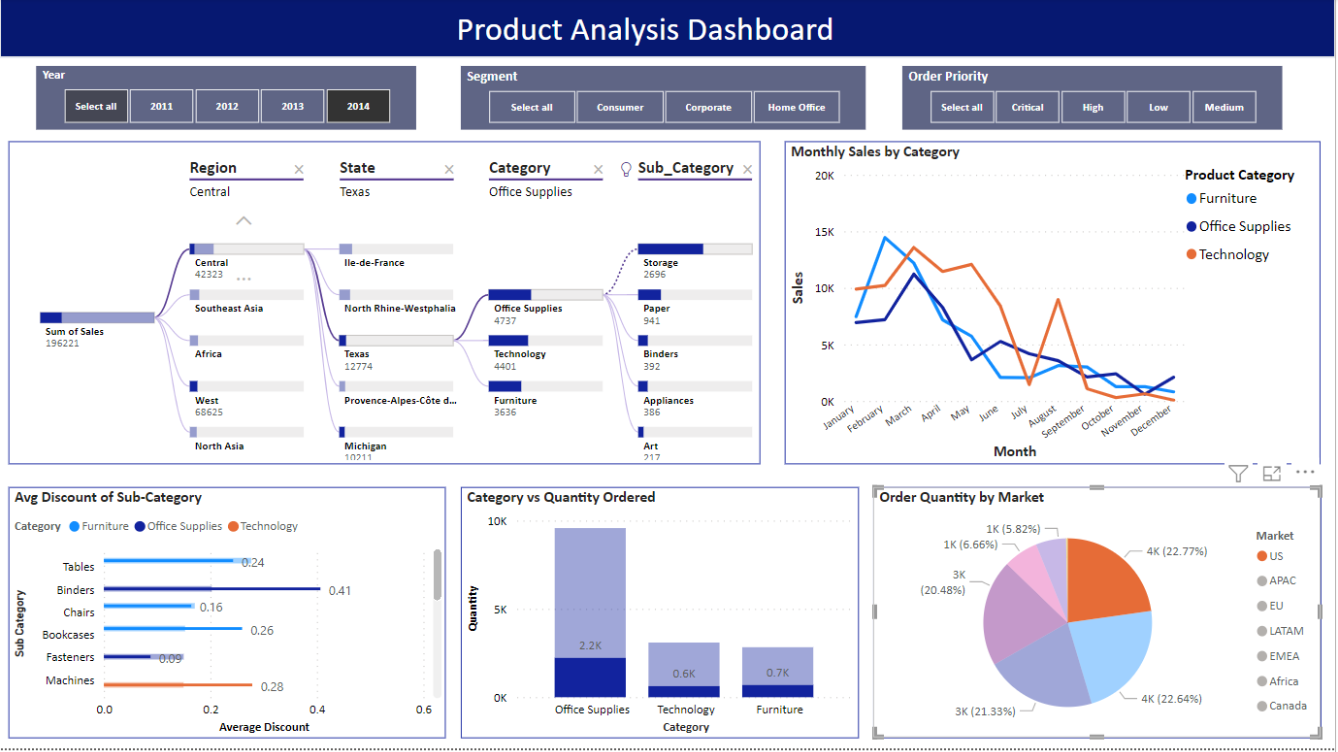 Product Analysis Dashboard
Year
Select all 2011 2012 2013 2014
Segment
Select all Consumer Corporate Home Office
Order Priority
Select all Critical High Low Medium
Region State Category Sub_Category
Central Texas Office Supplies
Sum of Sales
196221
Central
42323
Southeast Asia
Africa
West
68625
North Asia
Ile-de-France
North Rhine-Westphalia
Texas
12774
Provence-Alpes-Côte d...
Michigan
10211
Office Supplies
4737
Technology
4401
Furniture
3636
Storage
2696
Paper
941
Binders
392
Appliances
386
Art
217
Monthly Sales by Category
20K
15K
10K
5K
0K
Sales
January February March April May June July August September October November December
Month
Product Category
Furniture
Office Supplies
Technology
Avg Discount of Sub-Category
Category Furniture Office Supplies Technology
Sub Category
Tables 0.24
Binders 0.41
Chairs 0.16
Bookcases 0.26
Fasteners 0.09
Machines 0.28
0.0 0.2 0.4 0.6
Average Discount
Category vs Quantity Ordered
10K
5K
0K
Quantity
2.2K 0.6K 0.7K
Office Supplies Technology Furniture
Category
Order Quantity by Market
1K (5.82%)
1K (6.66%)
3K
(20.48%)
3K (21.33%)
4K (22.77%)
4K (22.64%)
Market
US
APAC
EU
LATAM
EMEA
Africa
Canada